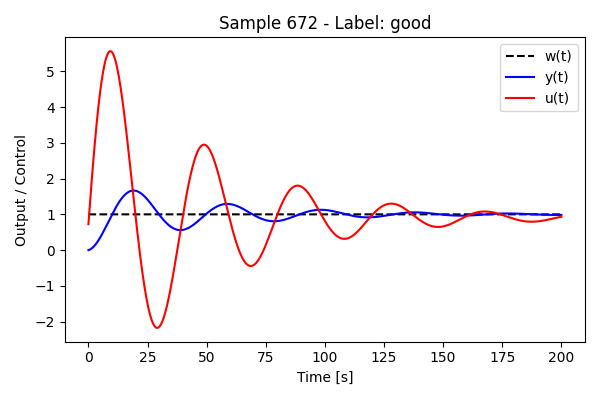 Sample 672 - Label: good
w(t)
y(t)
u(t)
Output / Control
5
4
3
2
1
0
−1
−2
0 25 50 75 100 125 150 175 200
Time [s]